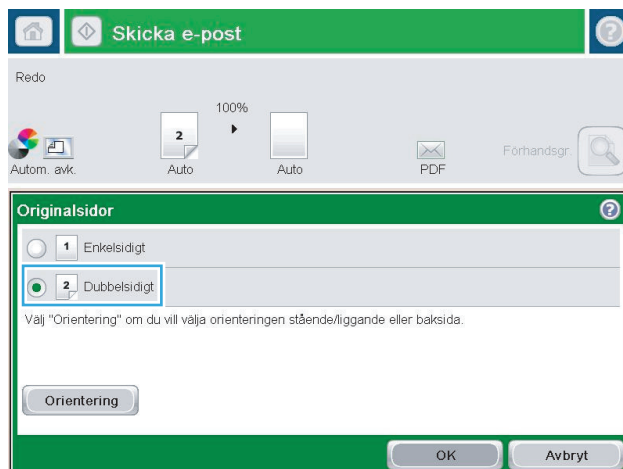 Skicka e-post
?
Redo
100%
2
Autom. avk.
Auto
Auto
PDF
Förhandsgr.
Originalsidor
?
1 Enkelsidigt
2 Dubbelsidigt
Välj "Orientering" om du vill välja orienteringen stående/liggande eller baksida.
Orientering
OK
Avbryt